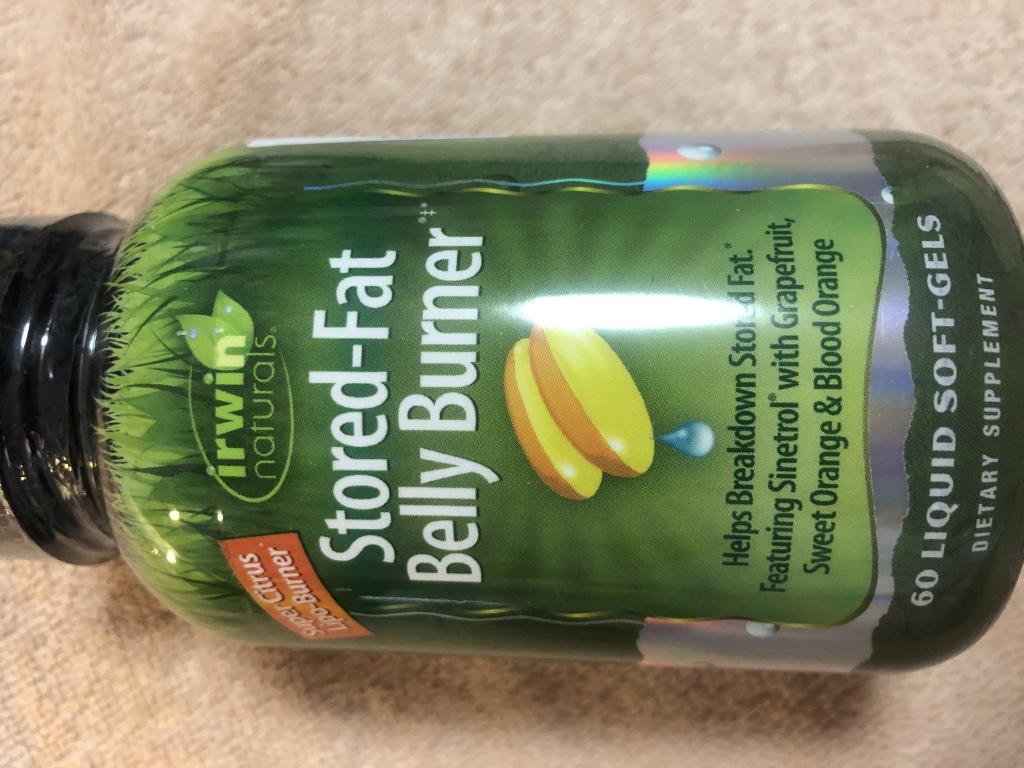 irwin
naturals®
Super Citrus
Lipo-Burner
Stored-Fat
Belly Burner®‡*
Helps Breakdown Stored Fat.*
Featuring Sinetrol® with Grapefruit,
Sweet Orange & Blood Orange
60 LIQUID SOFT-GELS
DIETARY SUPPLEMENT